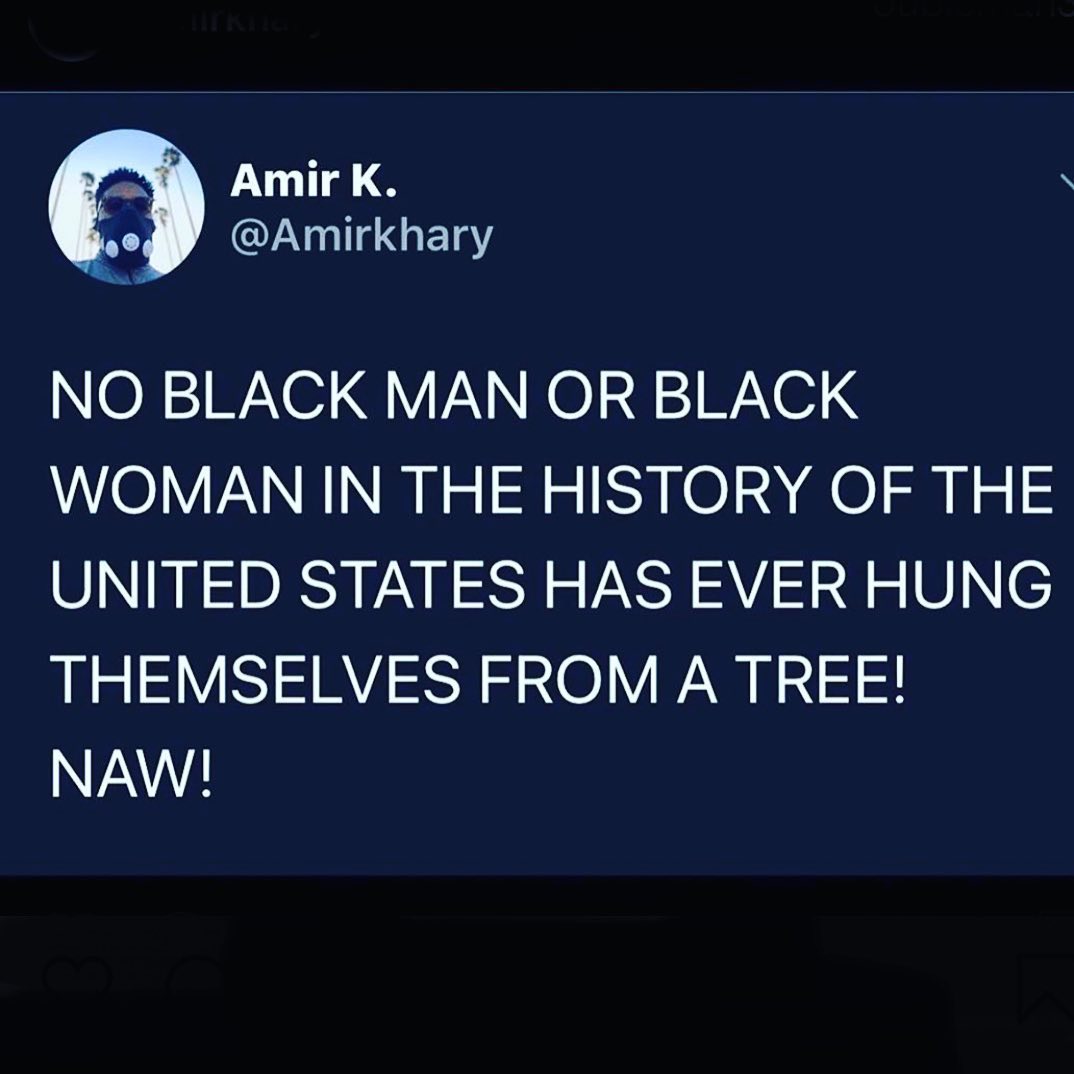 Amir K.
@Amirkhary
NO BLACK MAN OR BLACK
WOMAN IN THE HISTORY OF THE
UNITED STATES HAS EVER HUNG
THEMSELVES FROM A TREE!
NAW!